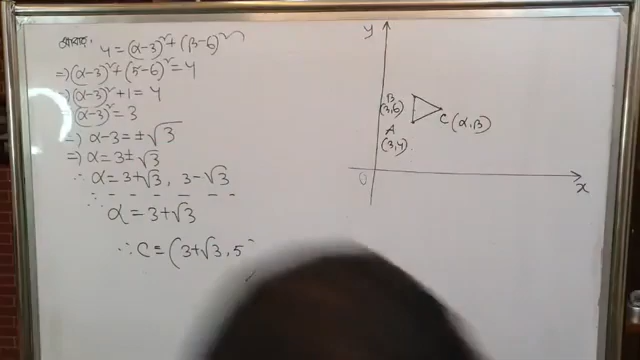 আবার, 4 = (α-3)² + (β-6)²
=> (α-3)² + (5-6)² = 4
=> (α-3)² + 1 = 4
(α-3)² = 3
=> α-3 = ±√3
=> α = 3±√3
∴ α = 3+√3, 3-√3
∴ α = 3+√3
∴ C ≡ (3+√3, 5
y
B
(3,6)
C (α,β)
A
(3,4)
O
x